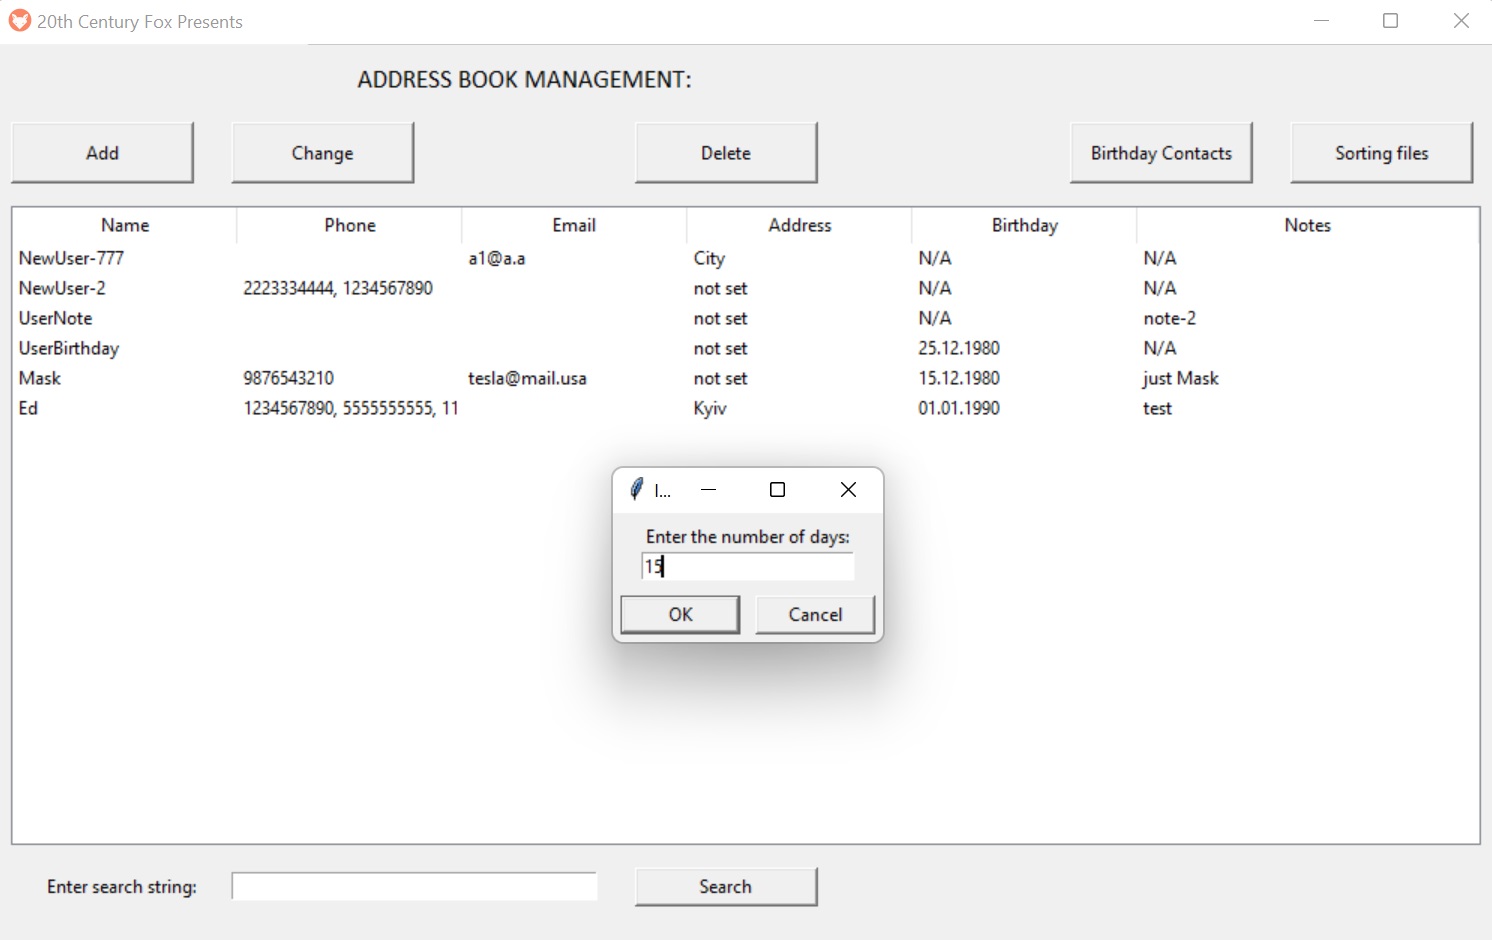 20th Century Fox Presents
ADDRESS BOOK MANAGEMENT:
Add Change Delete Birthday Contacts Sorting files
Name Phone Email Address Birthday Notes
NewUser-777 a1@a.a City N/A N/A
NewUser-2 2223334444, 1234567890 not set N/A N/A
UserNote not set N/A note-2
UserBirthday not set 25.12.1980 N/A
Mask 9876543210 tesla@mail.usa not set 15.12.1980 just Mask
Ed 1234567890, 5555555555, 11 Kyiv 01.01.1990 test
I...
Enter the number of days:
15
OK Cancel
Enter search string: Search